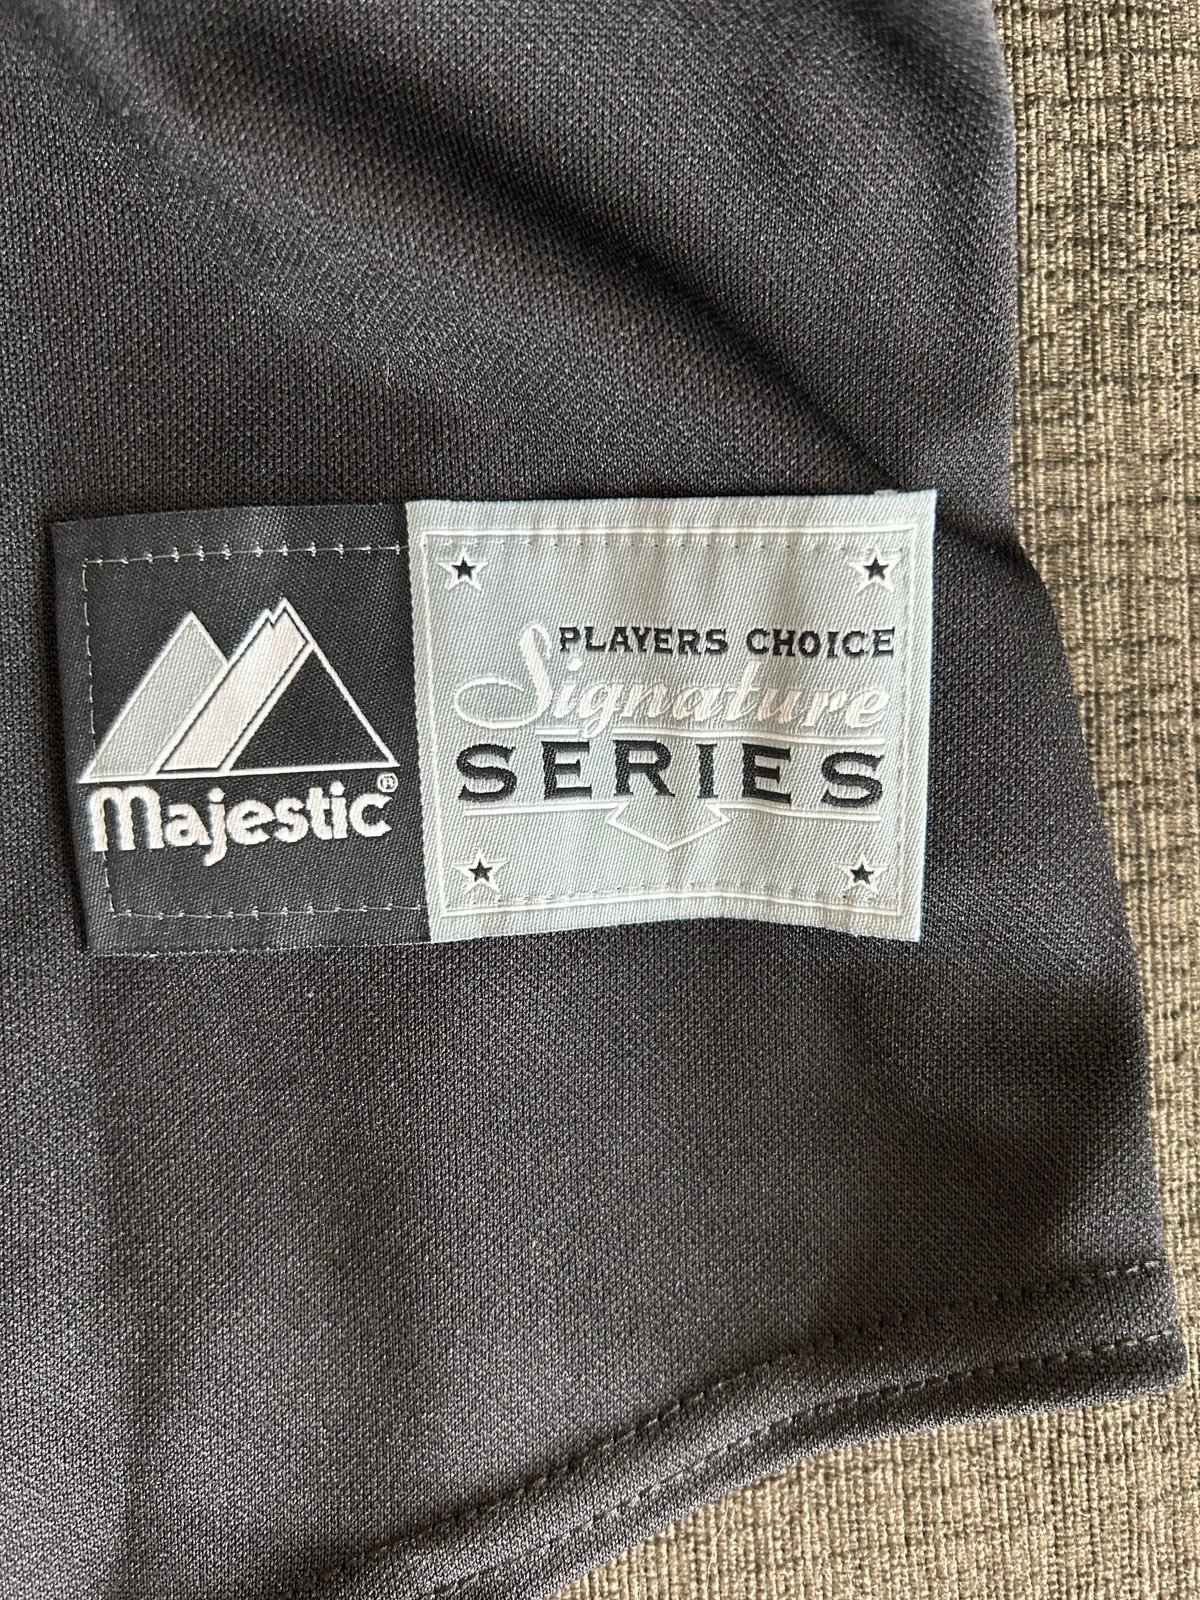 Majestic®
PLAYERS CHOICE
Signature
SERIES